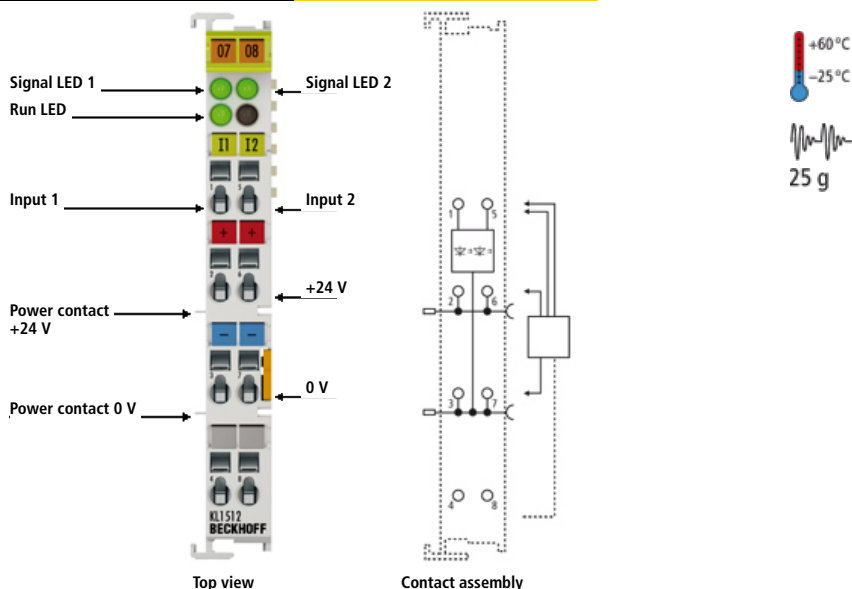 07 08
Signal LED 1
Signal LED 2
Run LED
I1 I2
Input 1
Input 2
+ +
+24 V
Power contact
+24 V
− −
0 V
Power contact 0 V
KL1512
BECKHOFF
Top view
1 5
2 6
3 7
4 8
Contact assembly
+60 °C
−25 °C
25 g